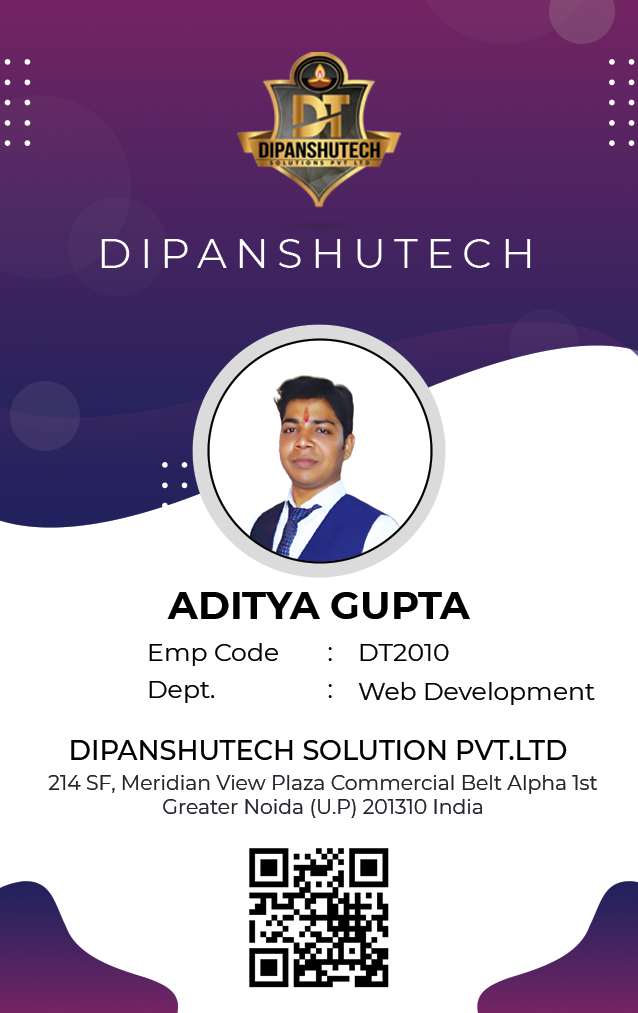 DT
DIPANSHUTECH
SOLUTIONS PVT LTD
DIPANSHUTECH
ADITYA GUPTA
Emp Code : DT2010
Dept. : Web Development
DIPANSHUTECH SOLUTION PVT.LTD
214 SF, Meridian View Plaza Commercial Belt Alpha 1st
Greater Noida (U.P) 201310 India